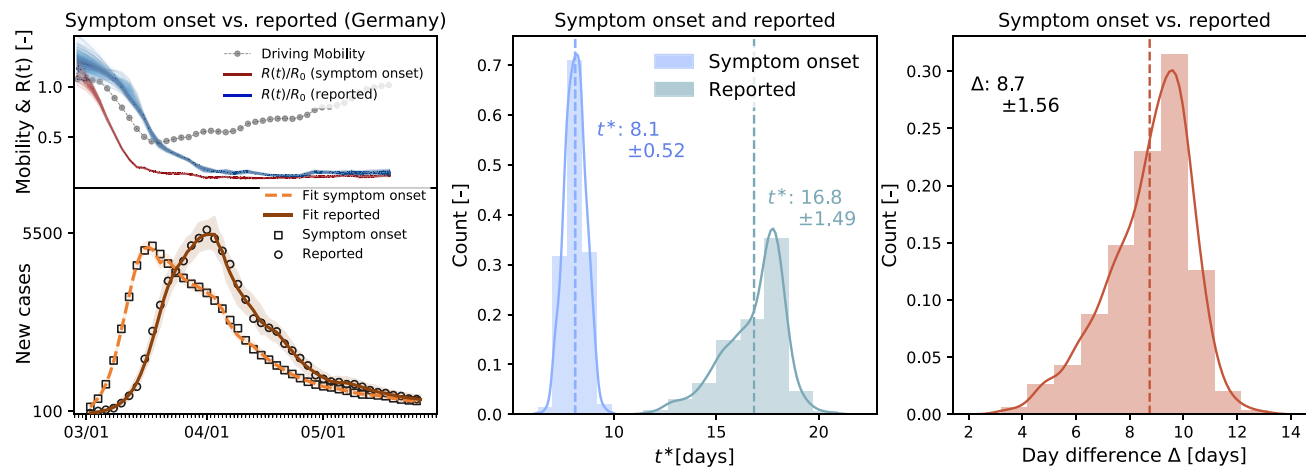 Symptom onset vs. reported (Germany)
Mobility & R(t) [-]
1.0
0.5
Driving Mobility
R(t)/R0 (symptom onset)
R(t)/R0 (reported)
New cases
5500
100
Fit symptom onset
Fit reported
Symptom onset
Reported
03/01
04/01
05/01
Symptom onset and reported
Count [-]
0.7
0.6
0.5
0.4
0.3
0.2
0.1
0.0
Symptom onset
Reported
t*: 8.1
±0.52
t*: 16.8
±1.49
10
15
20
t*[days]
Symptom onset vs. reported
Count [-]
0.30
0.25
0.20
0.15
0.10
0.05
0.00
Δ: 8.7
±1.56
2
4
6
8
10
12
14
Day difference Δ [days]